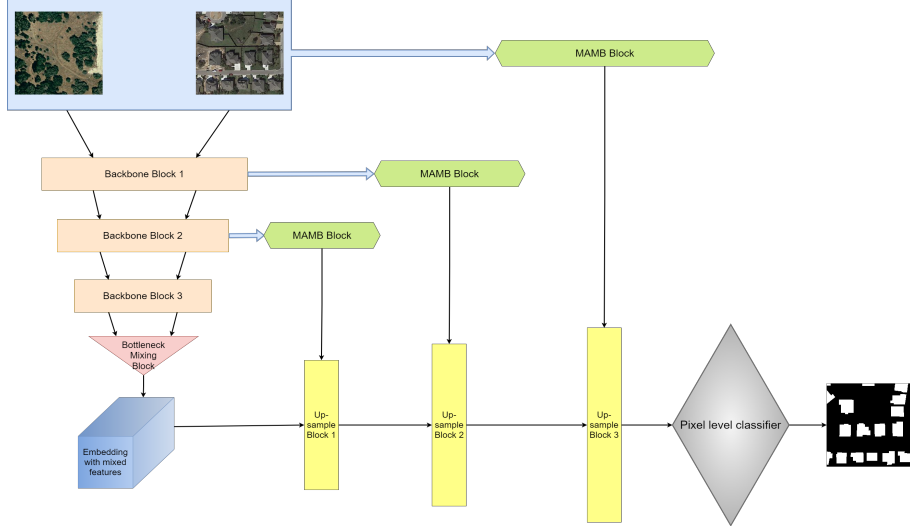 MAMB Block
Backbone Block 1
MAMB Block
Backbone Block 2
MAMB Block
Backbone Block 3
Bottleneck
Mixing
Block
Embedding
with mixed
features
Up-
sample
Block 1
Up-
sample
Block 2
Up-
sample
Block 3
Pixel level classifier